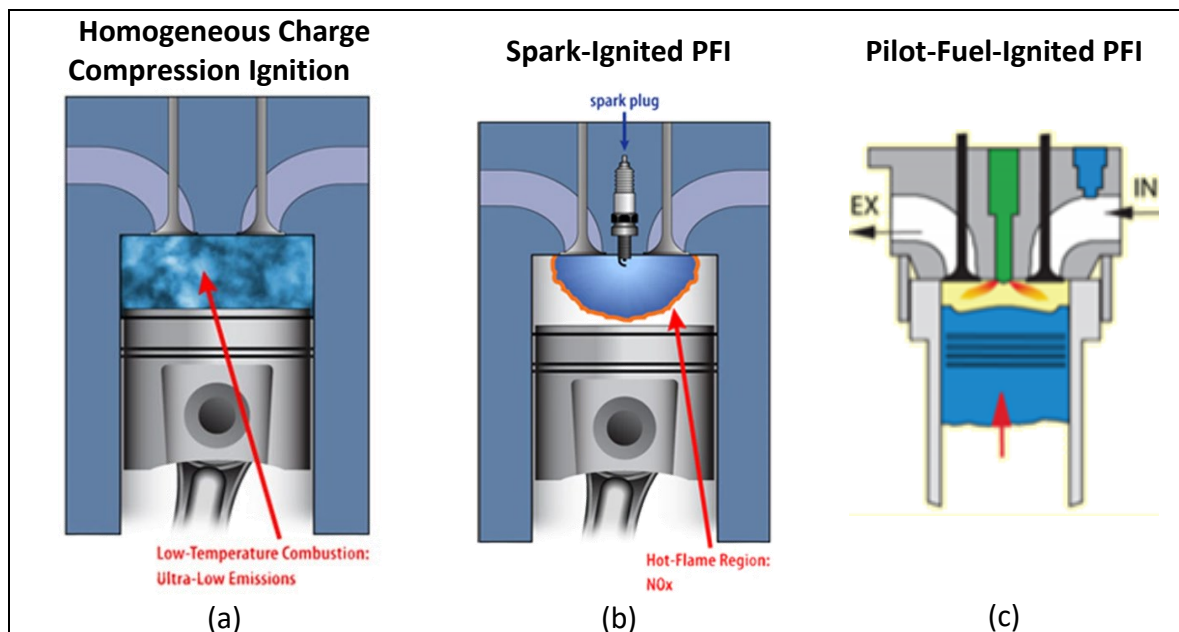 Homogeneous Charge
Compression Ignition
Spark-Ignited PFI
Pilot-Fuel-Ignited PFI
spark plug
EX
IN
Low-Temperature Combustion:
Ultra-Low Emissions
Hot-Flame Region:
NOx
(a)
(b)
(c)